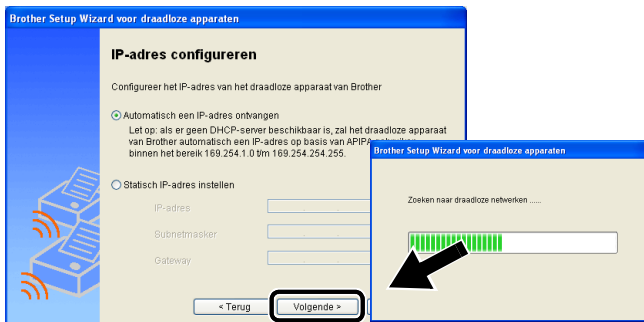 Brother Setup Wizard voor draadloze apparaten
IP-adres configureren
Configureer het IP-adres van het draadloze apparaat van Brother
Automatisch een IP-adres ontvangen
Let op: als er geen DHCP-server beschikbaar is, zal het draadloze apparaat
van Brother automatisch een IP-adres op basis van APIPA
binnen het bereik 169.254.1.0 t/m 169.254.254.255.
Statisch IP-adres instellen
IP-adres
Subnetmasker
Gateway
< Terug
Volgende >
Brother Setup Wizard voor draadloze apparaten
Zoeken naar draadloze netwerken ......